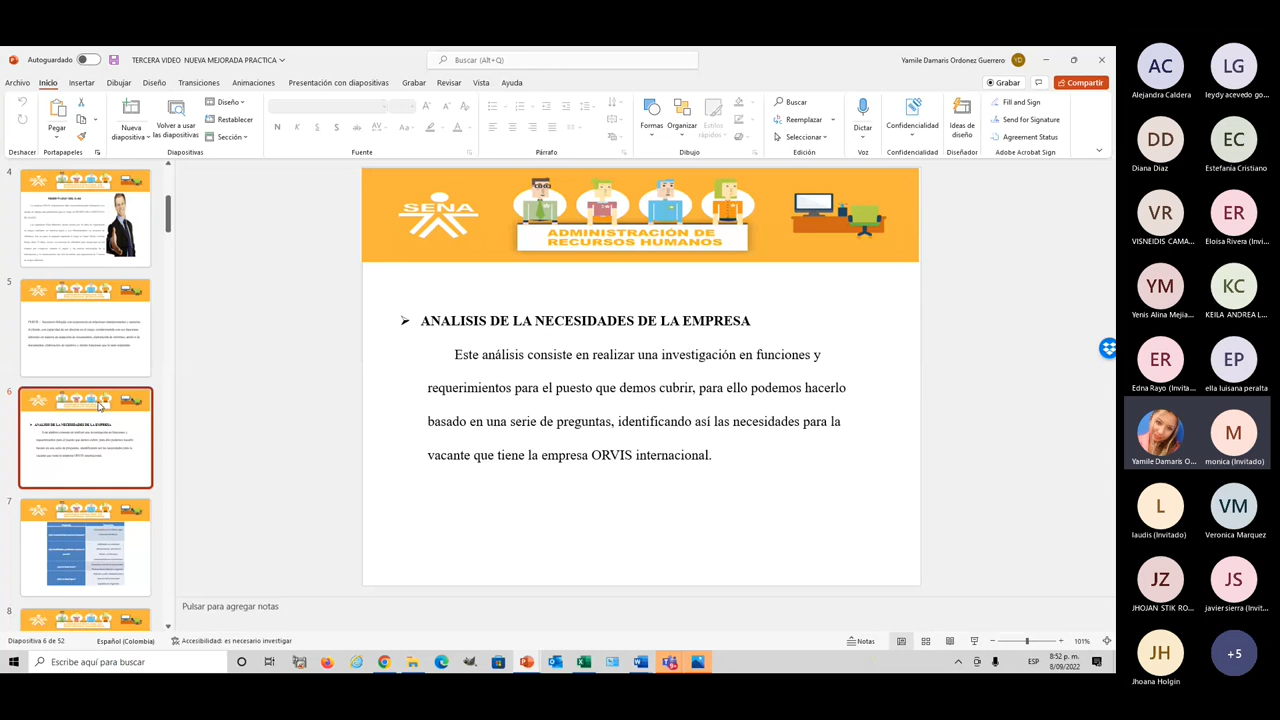 Autoguardado
TERCERA VIDEO NUEVA MEJORADA PRACTICA
Buscar (Alt+Q)
Yamile Damaris Ordonez Guerrero
YD
Archivo Inicio Insertar Dibujar Diseño Transiciones Animaciones Presentación con diapositivas Grabar Revisar Vista Ayuda
Grabar
Compartir
Pegar
Nueva diapositiva
Volver a usar las diapositivas
Diseño
Restablecer
Sección
Formas
Organizar
Estilos rápidos
Buscar
Reemplazar
Seleccionar
Dictar
Confidencialidad
Ideas de diseño
Fill and Sign
Send for Signature
Agreement Status
Deshacer
Portapapeles
Diapositivas
Fuente
Párrafo
Dibujo
Edición
Voz
Confidencialidad
Diseñador
Adobe Acrobat Sign
4
5
6
7
8
SENA
ADMINISTRACIÓN DE
RECURSOS HUMANOS
ANALISIS DE LA NECESIDADES DE LA EMPRESA
Este análisis consiste en realizar una investigación en funciones y
requerimientos para el puesto que demos cubrir, para ello podemos hacerlo
basado en una serie de preguntas, identificando así las necesidades para la
vacante que tiene la empresa ORVIS internacional.
Pulsar para agregar notas
Diapositiva 6 de 52
Español (Colombia)
Accesibilidad: es necesario investigar
Notas
101%
Escribe aquí para buscar
ESP
8:52 p. m.
8/09/2022
AC
Alejandra Caldera
LG
leydy acevedo go...
DD
Diana Diaz
EC
Estefanía Cristiano
VR
VISNEIDIS CAMA...
ER
Eloisa Rivera (Invi...
YM
Yenis Alina Mejia...
KC
KEILA ANDREA L...
ER
Edna Rayo (Invita...
EP
ella luisana peralta
Yamile Damaris O...
M
monica (Invitado)
L
laudis (Invitado)
VM
Veronica Marquez
JZ
JHOJAN STIK RO...
JS
javier sierra (Invit...
JH
Jhoana Holgin
+5